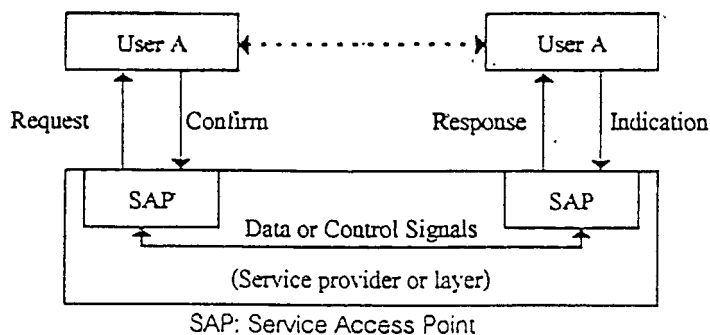 User A User A
Request Confirm Response Indication
SAP SAP
Data or Control Signals
(Service provider or layer)
SAP: Service Access Point